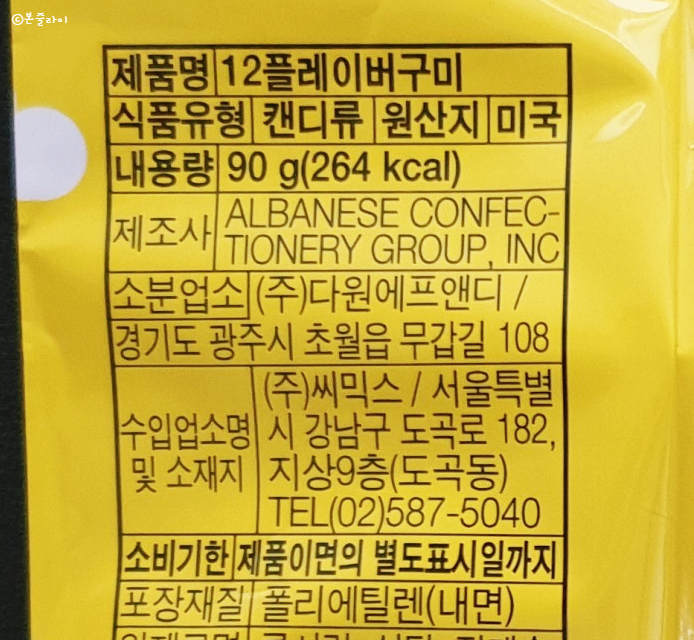 ©본쥴라이
제품명 12플레이버구미
식품유형 캔디류 원산지 미국
내용량 90 g(264 kcal)
제조사 ALBANESE CONFEC-
TIONERY GROUP, INC
소분업소 (주)다원에프앤디 /
경기도 광주시 초월읍 무갑길 108
수입업소명 및 소재지
(주)씨믹스 / 서울특별
시 강남구 도곡로 182,
지상9층(도곡동)
TEL(02)587-5040
소비기한 제품이면의 별도표시일까지
포장재질 폴리에틸렌(내면)